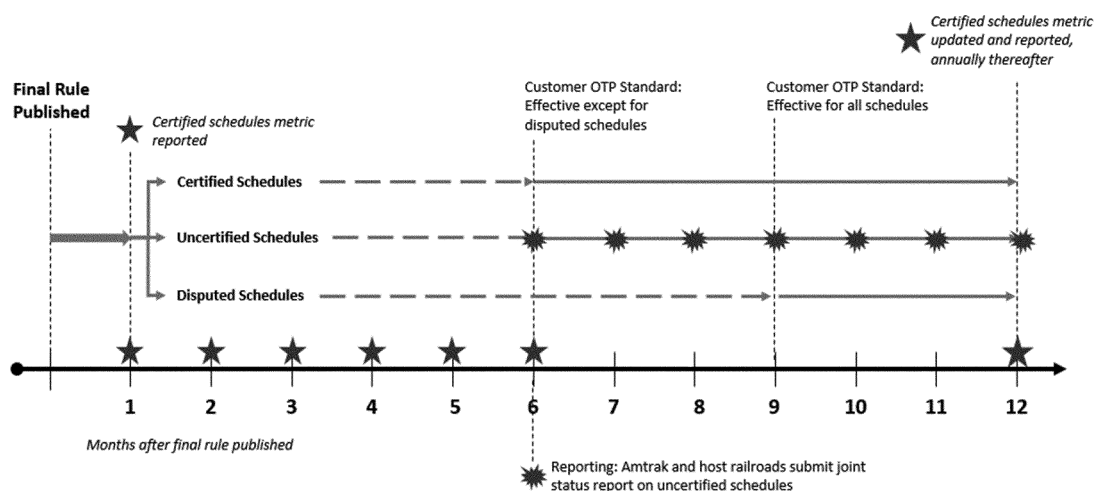 Certified schedules metric
updated and reported,
annually thereafter
Final Rule
Published
Customer OTP Standard:
Effective except for
disputed schedules
Customer OTP Standard:
Effective for all schedules
Certified schedules metric
reported
Certified Schedules
Uncertified Schedules
Disputed Schedules
1 2 3 4 5 6 7 8 9 10 11 12
Months after final rule published
Reporting: Amtrak and host railroads submit joint
status report on uncertified schedules